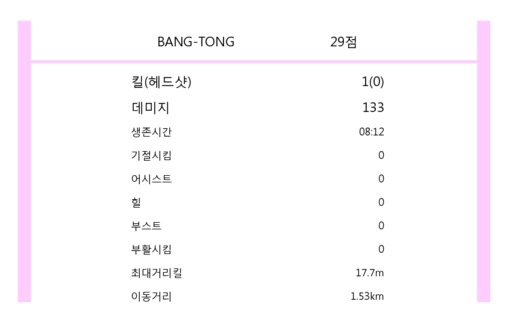 BANG-TONG 29점
킬(헤드샷) 1(0)
데미지 133
생존시간 08:12
기절시킴 0
어시스트 0
힐 0
부스트 0
부활시킴 0
최대거리킬 17.7m
이동거리 1.53km